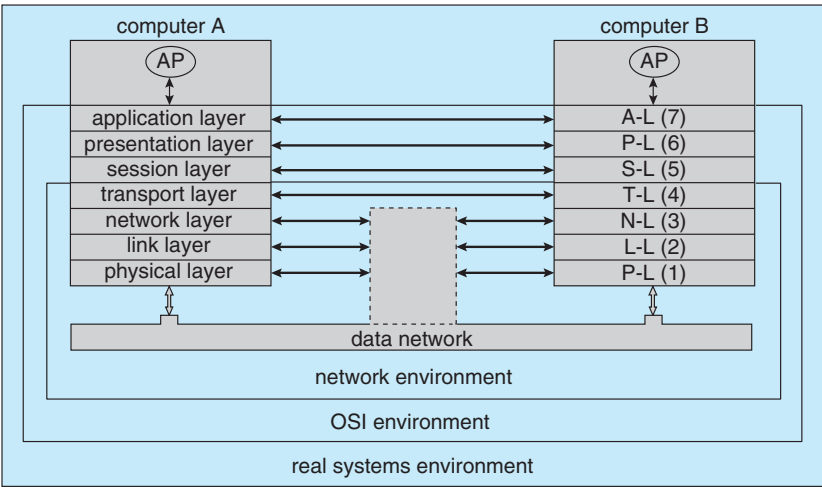 computer A
computer B
AP
AP
application layer
A-L (7)
presentation layer
P-L (6)
session layer
S-L (5)
transport layer
T-L (4)
network layer
N-L (3)
link layer
L-L (2)
physical layer
P-L (1)
data network
network environment
OSI environment
real systems environment